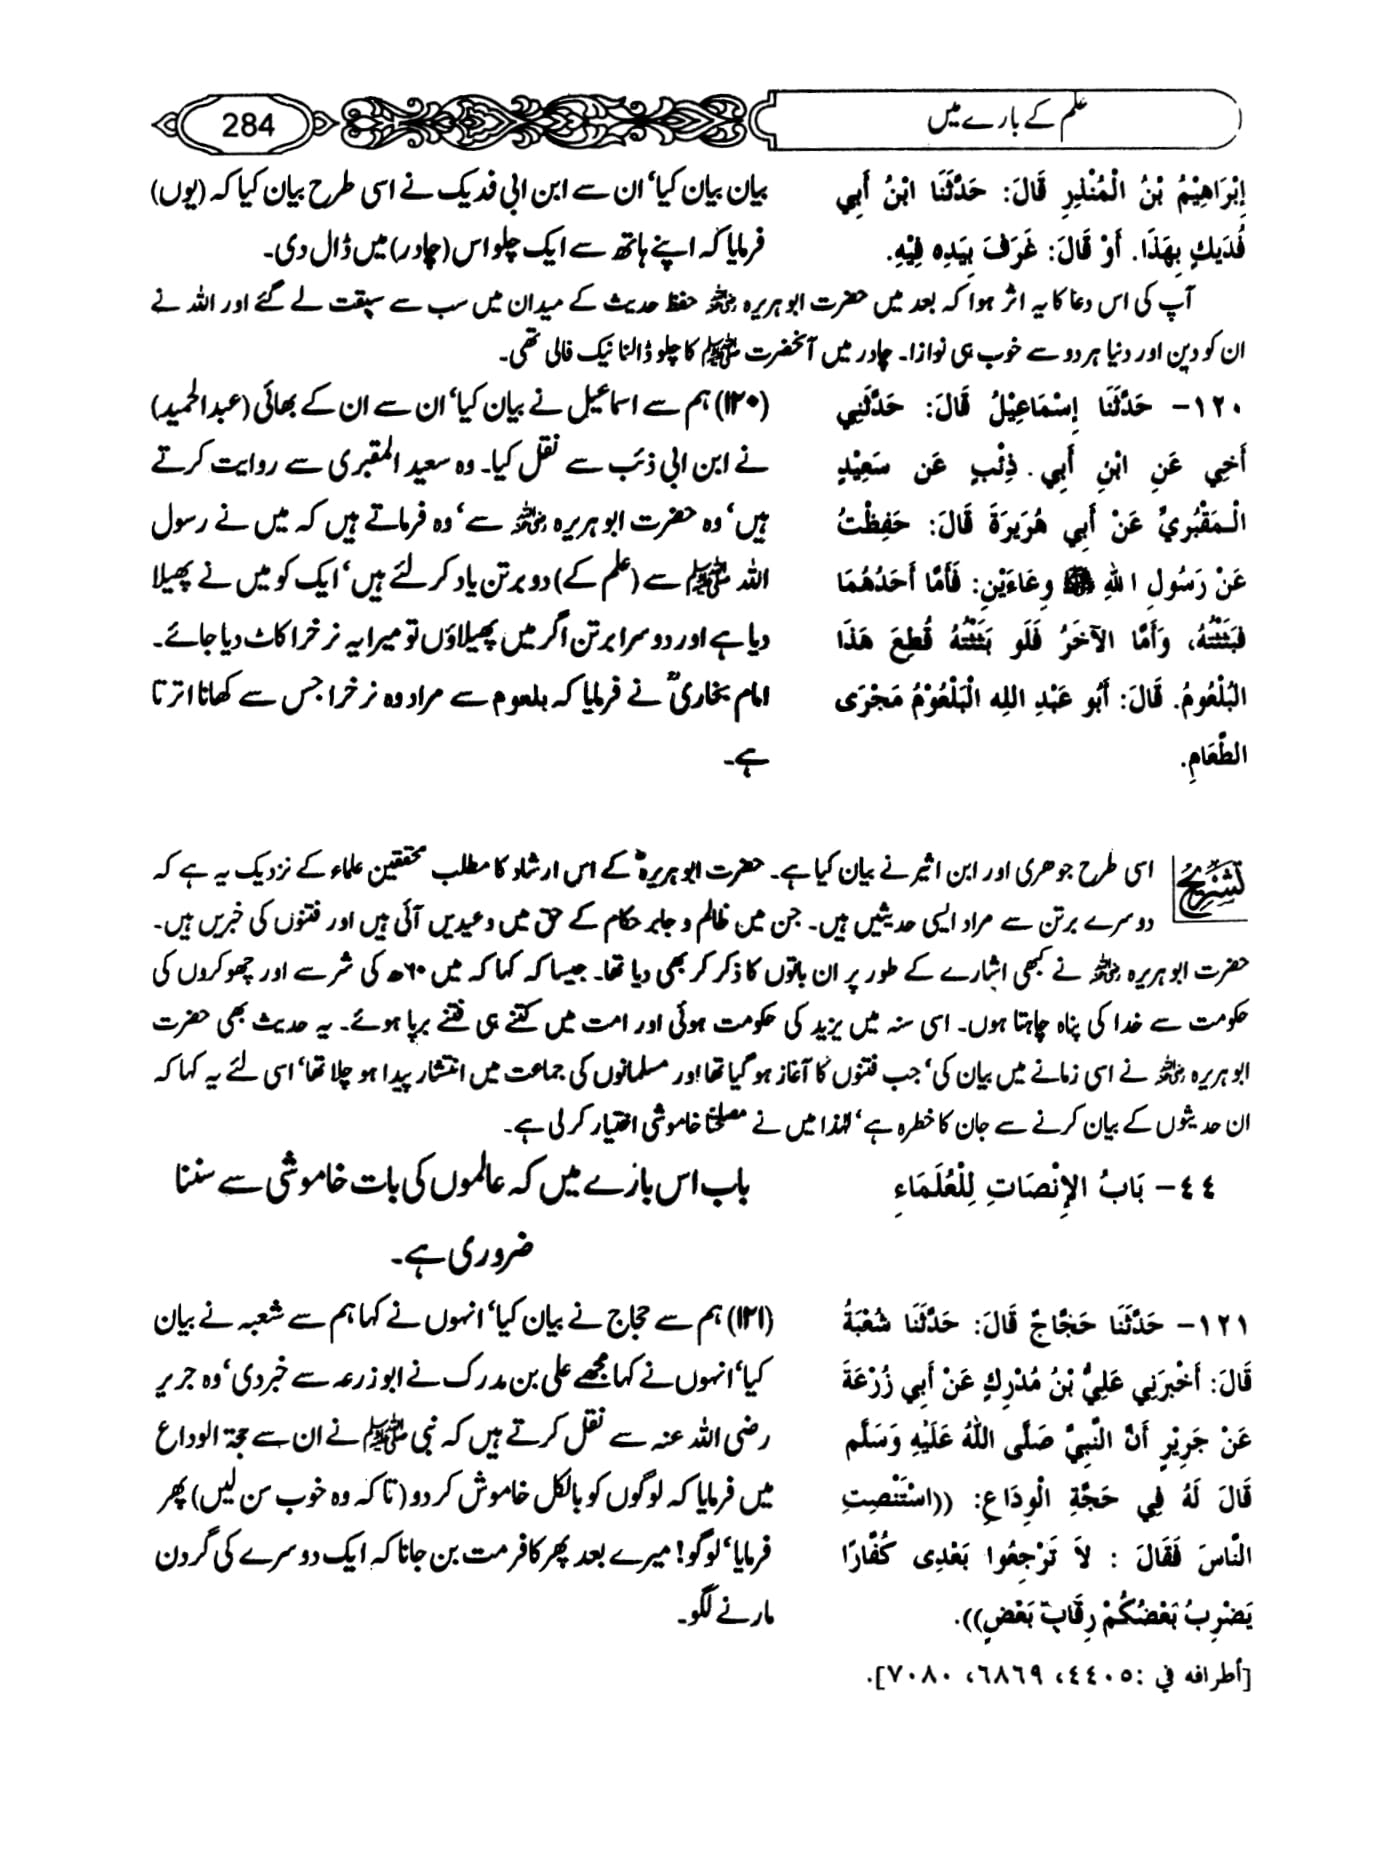 علم کے بارے میں
284
إِبْرَاهِيْمُ بْنُ الْمُنْذِرِ قَالَ: حَدَّثَنَا ابْنُ أَبِي
فُدَيكٍ بِهَذَا. أَوْ قَالَ: غَرَفَ بِيَدِهِ فِيْهِ.
بیان بیان کیا‘ ان سے ابن ابی فدیک نے اسی طرح بیان کیا کہ (یوں)
فرمایا کہ اپنے ہاتھ سے ایک چلو اس (چادر) میں ڈال دی۔
آپ کی اس دعا کا یہ اثر ہوا کہ بعد میں حضرت ابو ہریرہ رضی اللہ عنہ حفظ حدیث کے میدان میں سب سے سبقت لے گئے اور اللہ نے
ان کو دین اور دنیا ہر دو سے خوب ہی نوازا۔ چادر میں آنحضرت ﷺ کا چلو ڈالنا نیک فالی تھی۔
١٢٠- حَدَّثَنَا إِسْمَاعِيْلُ قَالَ: حَدَّثَنِي
أَخِي عَنِ ابْنِ أَبِي ذِئْبٍ عَن سَعِيْدٍ
الْـمَقْبُرِيِّ عَنْ أَبِي هُرَيرَةَ قَالَ: حَفِظْتُ
عَنْ رَسُولِ اللهِ ﷺ وِعَاءَيْنِ: فَأَمَّا أَحَدُهُمَا
فَبَثَثْتُهُ، وَأَمَّا الآخَرُ فَلَو بَثَثْتُهُ قُطِعَ هَذَا
الْبُلْعُومُ. قَالَ: أَبُو عَبْدِ اللهِ الْبَلْعُوْمُ مَجْرَى
الطَّعَامِ.
(۱۲۰) ہم سے اسماعیل نے بیان کیا‘ ان سے ان کے بھائی (عبدالحمید)
نے ابن ابی ذئب سے نقل کیا۔ وہ سعید المقبری سے روایت کرتے
ہیں‘ وہ حضرت ابو ہریرہ رضی اللہ عنہ سے‘ وہ فرماتے ہیں کہ میں نے رسول
اللہ ﷺ سے (علم کے) دو برتن یاد کر لئے ہیں‘ ایک کو میں نے پھیلا
دیا ہے اور دوسرا برتن اگر میں پھیلاؤں تو میرا یہ نرخرا کاٹ دیا جائے۔
امام بخاریؒ نے فرمایا کہ بلعوم سے مراد وہ نرخرا جس سے کھانا اترتا
ہے۔
تشریح
اسی طرح جوھری اور ابن اثیر نے بیان کیا ہے۔ حضرت ابو ہریرہؓ کے اس ارشاد کا مطلب محققین علماء کے نزدیک یہ ہے کہ
دوسرے برتن سے مراد ایسی حدیثیں ہیں۔ جن میں ظالم و جابر حکام کے حق میں وعیدیں آئی ہیں اور فتنوں کی خبریں ہیں۔
حضرت ابو ہریرہ رضی اللہ عنہ نے کبھی اشارے کے طور پر ان باتوں کا ذکر کر بھی دیا تھا۔ جیسا کہ کہا کہ میں ۶۰ھ کی شر سے اور چھوکروں کی
حکومت سے خدا کی پناہ چاہتا ہوں۔ اسی سنہ میں یزید کی حکومت ہوئی اور امت میں کتنے ہی فتنے برپا ہوئے۔ یہ حدیث بھی حضرت
ابو ہریرہ رضی اللہ عنہ نے اسی زمانے میں بیان کی‘ جب فتنوں کا آغاز ہو گیا تھا اور مسلمانوں کی جماعت میں انتشار پیدا ہو چلا تھا‘ اسی لئے یہ کہا کہ
ان حدیثوں کے بیان کرنے سے جان کا خطرہ ہے‘ لہٰذا میں نے مصلحتاً خاموشی اختیار کر لی ہے۔
٤٤- بَابُ الإِنْصَاتِ لِلْعُلَمَاءِ
باب اس بارے میں کہ عالموں کی بات خاموشی سے سننا
ضروری ہے۔
١٢١- حَدَّثَنَا حَجَّاجٌ قَالَ: حَدَّثَنَا شُعْبَةُ
قَالَ: أَخْبَرَنِي عَلِيُّ بْنُ مُدْرِكٍ عَنْ أَبِي زُرْعَةَ
عَنْ جَرِيْرٍ أَنَّ النَّبِيَّ صَلَّى اللهُ عَلَيْهِ وَسَلَّم
قَالَ لَهُ فِي حَجَّةِ الْوِدَاعِ: ((اسْتَنْصِتِ
النَّاسَ فَقَالَ : لاَ تَرْجِعُوا بَعْدِى كُفَّارًا
يَضْرِبُ بَعْضُكُمْ رِقَابَ بَعْضٍ)).
[أطرافه في :٤٤٠٥، ٦٨٦٩، ٧٠٨٠].
(۱۲۱) ہم سے حجاج نے بیان کیا‘ انہوں نے کہا ہم سے شعبہ نے بیان
کیا‘ انہوں نے کہا مجھے علی بن مدرک نے ابو زرعہ سے خبر دی‘ وہ جریر
رضی اللہ عنہ سے نقل کرتے ہیں کہ نبی ﷺ نے ان سے حجۃ الوداع
میں فرمایا کہ لوگوں کو بالکل خاموش کر دو (تاکہ وہ خوب سن لیں) پھر
فرمایا‘ لوگو! میرے بعد پھر کافر مت بن جانا کہ ایک دوسرے کی گردن
مارنے لگو۔